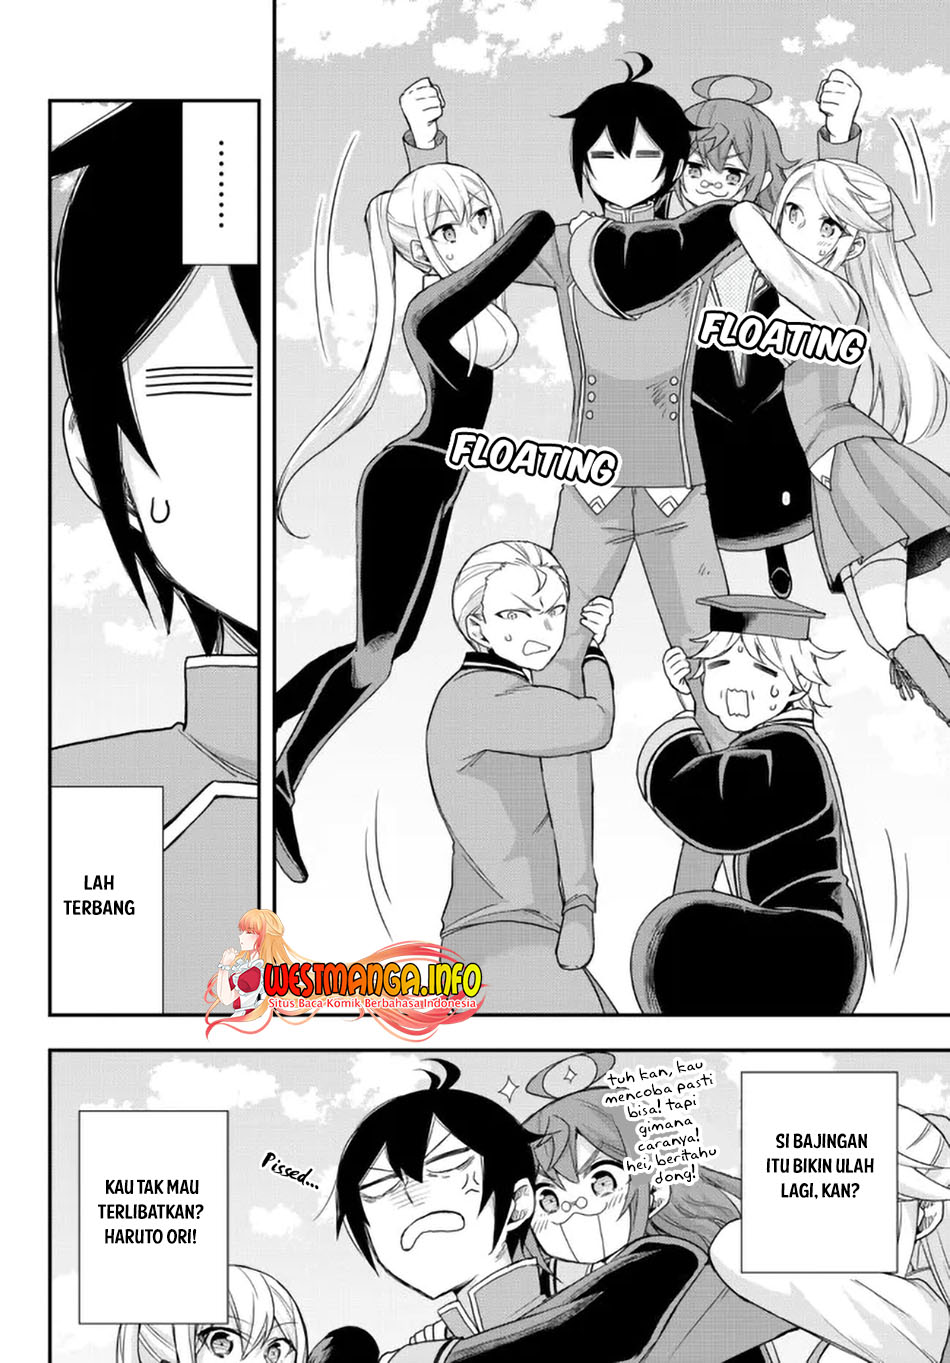 .........
FLOATING
FLOATING
LAH
TERBANG
WESTMANGA.INFO
Situs Baca Komik Berbahasa Indonesia
SI BAJINGAN
ITU BIKIN ULAH
LAGI, KAN?
tuh kan, kau
mencoba pasti
bisa! tapi
gimana
caranya!
hei, beritahu
dong!
Pissed...
KAU TAK MAU
TERLIBATKAN?
HARUTO ORI!